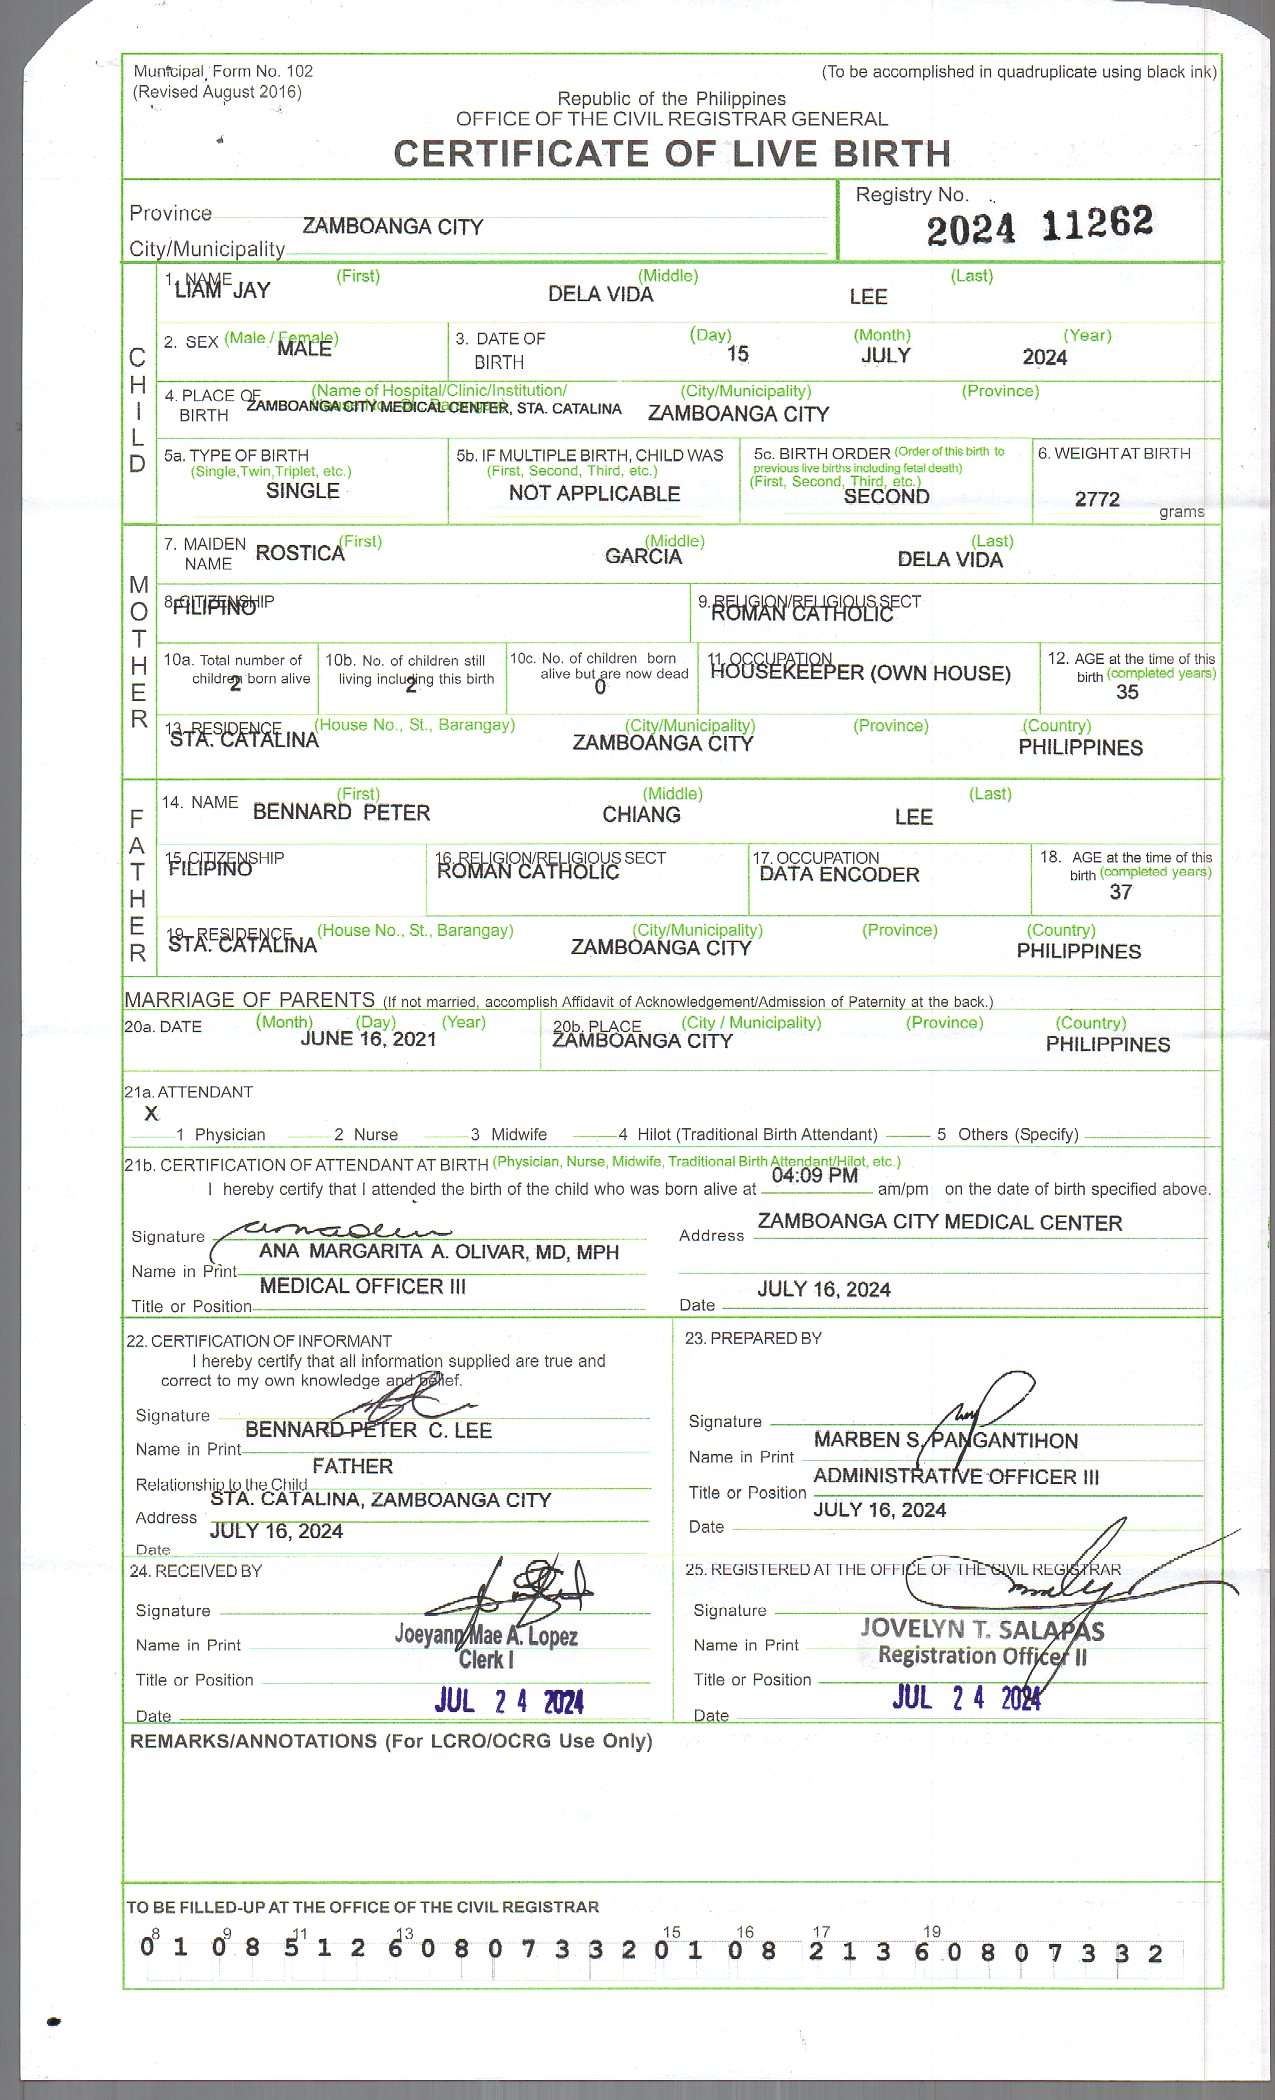 Municipal Form No. 102
(Revised August 2016)
(To be accomplished in quadruplicate using black ink)
Republic of the Philippines
OFFICE OF THE CIVIL REGISTRAR GENERAL
CERTIFICATE OF LIVE BIRTH
Province
ZAMBOANGA CITY
City/Municipality
Registry No.
2024 11262
CHILD
1. NAME (First) (Middle) (Last)
LIAM JAY DELA VIDA LEE
2. SEX (Male / Female)
MALE
3. DATE OF BIRTH (Day) (Month) (Year)
15 JULY 2024
4. PLACE OF BIRTH (Name of Hospital/Clinic/Institution/ (City/Municipality) (Province)
ZAMBOANGA CITY MEDICAL CENTER, STA. CATALINA ZAMBOANGA CITY
5a. TYPE OF BIRTH
(Single,Twin,Triplet, etc.)
SINGLE
5b. IF MULTIPLE BIRTH, CHILD WAS
(First, Second, Third, etc.)
NOT APPLICABLE
5c. BIRTH ORDER (Order of this birth to
previous live births including fetal death)
(First, Second, Third, etc.)
SECOND
6. WEIGHT AT BIRTH
2772
grams
MOTHER
7. MAIDEN NAME (First) (Middle) (Last)
ROSTICA GARCIA DELA VIDA
8. CITIZENSHIP
FILIPINO
9. RELIGION/RELIGIOUS SECT
ROMAN CATHOLIC
10a. Total number of
children born alive
2
10b. No. of children still
living including this birth
2
10c. No. of children born
alive but are now dead
0
11. OCCUPATION
HOUSEKEEPER (OWN HOUSE)
12. AGE at the time of this
birth (completed years)
35
13. RESIDENCE (House No., St., Barangay) (City/Municipality) (Province) (Country)
STA. CATALINA ZAMBOANGA CITY PHILIPPINES
FATHER
14. NAME (First) (Middle) (Last)
BENNARD PETER CHIANG LEE
15. CITIZENSHIP
FILIPINO
16. RELIGION/RELIGIOUS SECT
ROMAN CATHOLIC
17. OCCUPATION
DATA ENCODER
18. AGE at the time of this
birth (completed years)
37
19. RESIDENCE (House No., St., Barangay) (City/Municipality) (Province) (Country)
STA. CATALINA ZAMBOANGA CITY PHILIPPINES
MARRIAGE OF PARENTS (If not married, accomplish Affidavit of Acknowledgement/Admission of Paternity at the back.)
20a. DATE (Month) (Day) (Year)
JUNE 16, 2021
20b. PLACE (City / Municipality) (Province) (Country)
ZAMBOANGA CITY PHILIPPINES
21a. ATTENDANT
X
1 Physician 2 Nurse 3 Midwife 4 Hilot (Traditional Birth Attendant) 5 Others (Specify)
21b. CERTIFICATION OF ATTENDANT AT BIRTH (Physician, Nurse, Midwife, Traditional Birth Attendant/Hilot, etc.)
I hereby certify that I attended the birth of the child who was born alive at 04:09 PM am/pm on the date of birth specified above.
Signature
ANA MARGARITA A. OLIVAR, MD, MPH
Name in Print
MEDICAL OFFICER III
Title or Position
ZAMBOANGA CITY MEDICAL CENTER
Address
JULY 16, 2024
Date
22. CERTIFICATION OF INFORMANT
I hereby certify that all information supplied are true and
correct to my own knowledge and belief.
Signature
BENNARD PETER C. LEE
Name in Print
FATHER
Relationship to the Child
STA. CATALINA, ZAMBOANGA CITY
Address
JULY 16, 2024
Date
23. PREPARED BY
Signature
MARBEN S. PANGANTIHON
Name in Print
ADMINISTRATIVE OFFICER III
Title or Position
JULY 16, 2024
Date
24. RECEIVED BY
Signature
Joeyann Mae A. Lopez
Name in Print
Clerk I
Title or Position
JUL 24 2024
Date
25. REGISTERED AT THE OFFICE OF THE CIVIL REGISTRAR
Signature
JOVELYN T. SALAPAS
Name in Print
Registration Officer II
Title or Position
JUL 24 2024
Date
REMARKS/ANNOTATIONS (For LCRO/OCRG Use Only)
TO BE FILLED-UP AT THE OFFICE OF THE CIVIL REGISTRAR
8 9 11 13 15 16 17 19
0 1 0 8 5 1 2 6 0 8 0 7 3 3 2 0 1 0 8 2 1 3 6 0 8 0 7 3 3 2